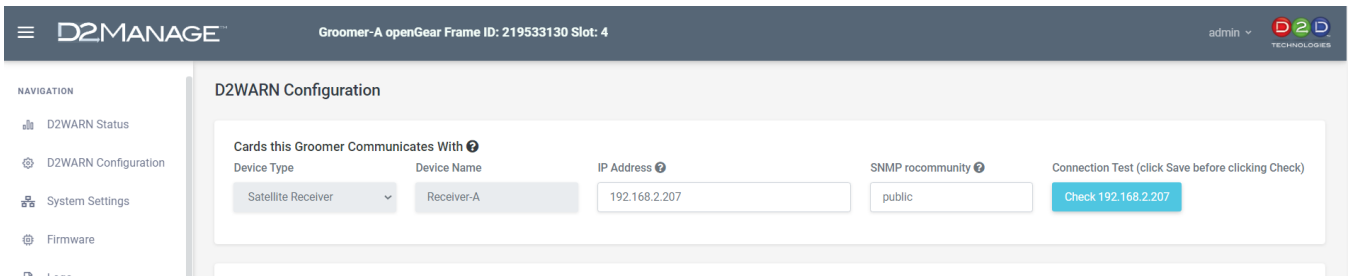 D2MANAGE™
Groomer-A openGear Frame ID: 219533130 Slot: 4
admin
D2D
TECHNOLOGIES
NAVIGATION
D2WARN Status
D2WARN Configuration
System Settings
Firmware
D2WARN Configuration
Cards this Groomer Communicates With
Device Type
Device Name
IP Address
SNMP rocommunity
Connection Test (click Save before clicking Check)
Satellite Receiver
Receiver-A
192.168.2.207
public
Check 192.168.2.207